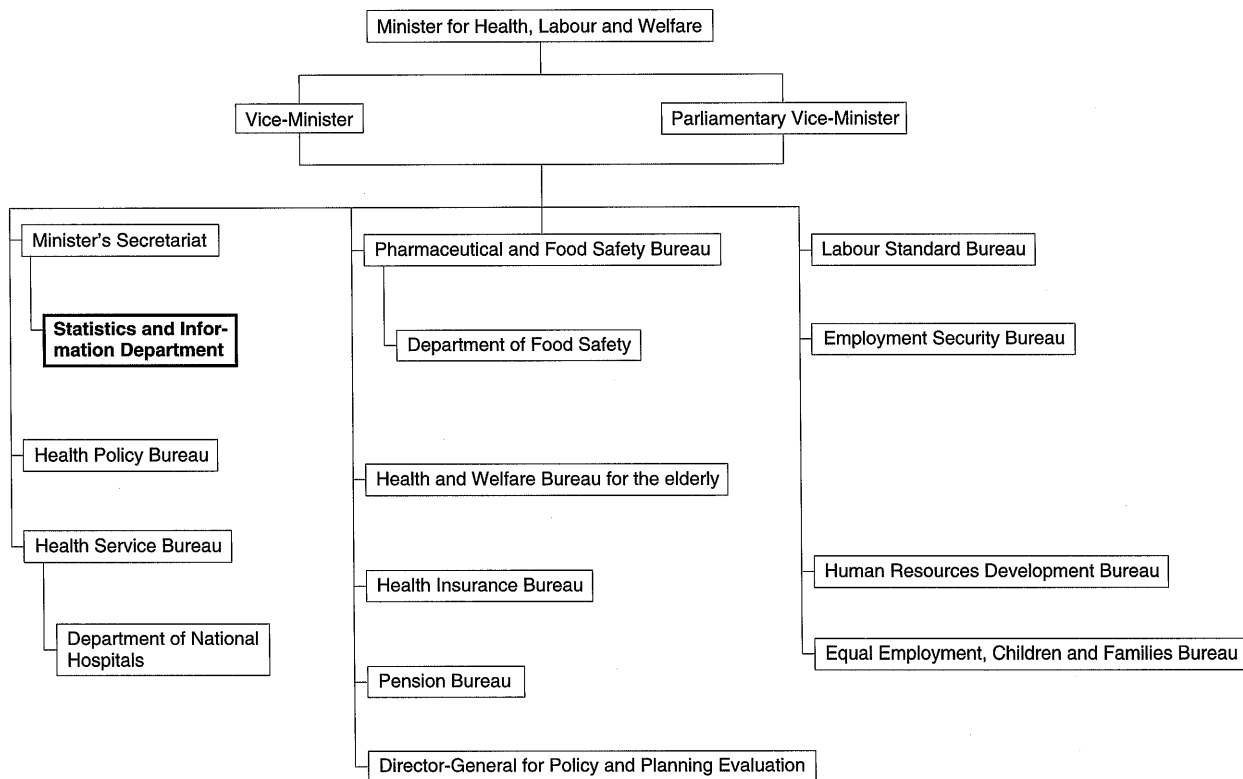 Minister for Health, Labour and Welfare
Vice-Minister
Parliamentary Vice-Minister
Minister's Secretariat
Statistics and Infor-
mation Department
Health Policy Bureau
Health Service Bureau
Department of National
Hospitals
Pharmaceutical and Food Safety Bureau
Department of Food Safety
Health and Welfare Bureau for the elderly
Health Insurance Bureau
Pension Bureau
Director-General for Policy and Planning Evaluation
Labour Standard Bureau
Employment Security Bureau
Human Resources Development Bureau
Equal Employment, Children and Families Bureau